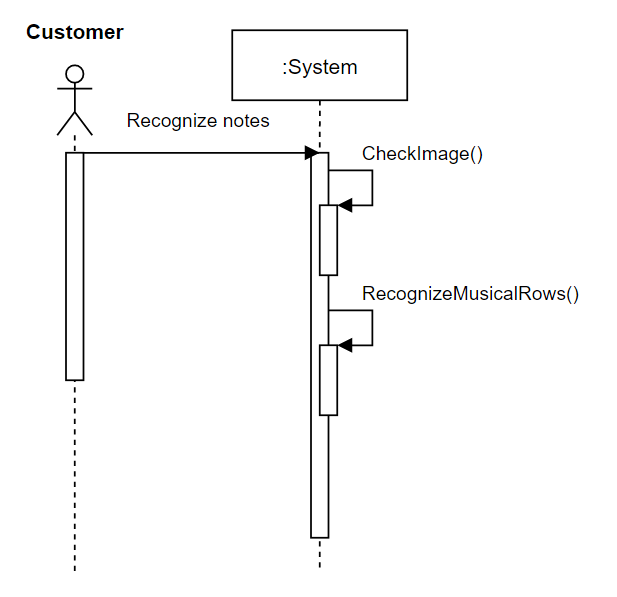 Customer
:System
Recognize notes
CheckImage()
RecognizeMusicalRows()